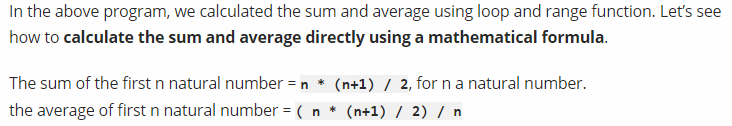 In the above program, we calculated the sum and average using loop and range function. Let’s see
how to calculate the sum and average directly using a mathematical formula.
The sum of the first n natural number = n * (n+1) / 2, for n a natural number.
the average of first n natural number = ( n * (n+1) / 2) / n